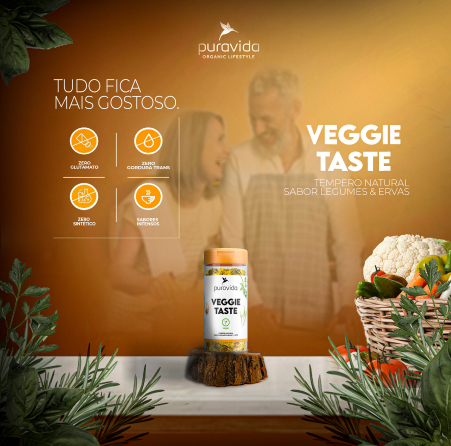 puravida
ORGANIC LIFESTYLE
TUDO FICA
MAIS GOSTOSO.
ZERO
GLUTAMATO
ZERO
GORDURA TRANS
ZERO
SINTÉTICO
SABORES
INTENSOS
VEGGIE
TASTE
TEMPERO NATURAL
SABOR LEGUMES & ERVAS
puravida
VEGGIE
TASTE